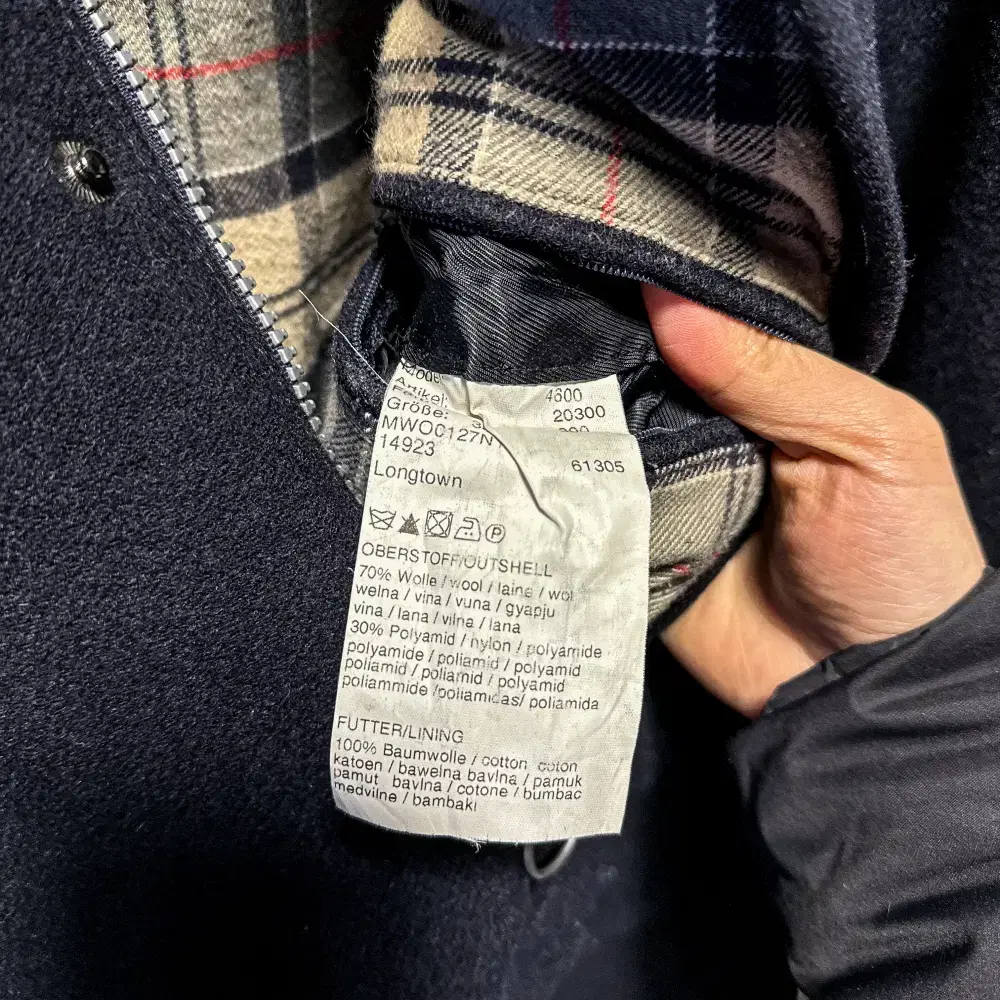 Artikel: 4600
20300
Größe:
MWO0127N
14923 61305
Longtown
P
OBERSTOFF/OUTSHELL
70% Wolle / wool / laine / wol
welna / vina / vuna / gyapju
vina / lana / vilna / lana
30% Polyamid / nylon / polyamide
polyamide / poliamid / polyamid
poliamid / poliamid / polyamid
poliammide /poliamidas/ poliamida
FUTTER/LINING
100% Baumwolle / cotton coton
katoen / bawelna bavlna / pamuk
pamut bavlna / cotone / bumbac
medvilne / bambaki